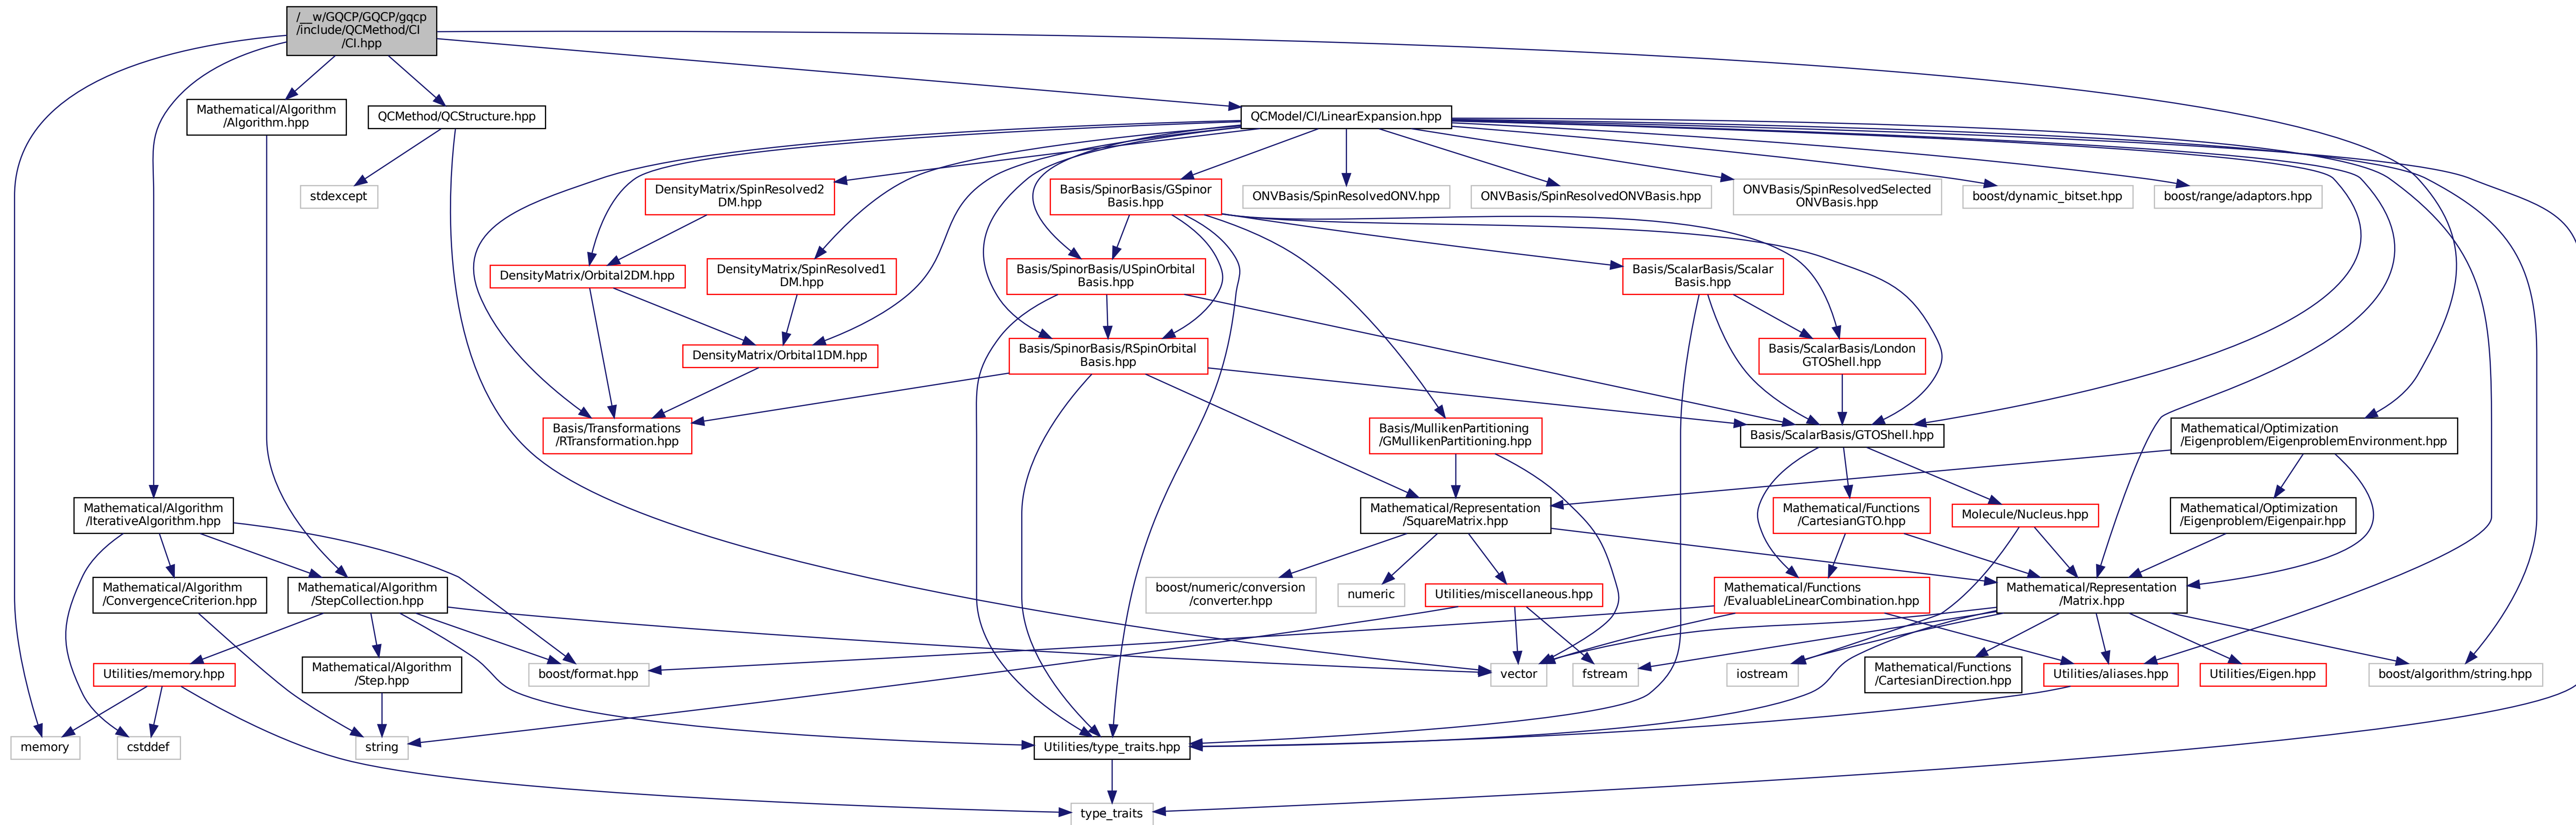 /__w/GQCP/GQCP/gqcp
/include/QCMethod/CI
/CI.hpp
Mathematical/Algorithm
/Algorithm.hpp
QCMethod/QCStructure.hpp
QCModel/CI/LinearExpansion.hpp
stdexcept
DensityMatrix/SpinResolved2
DM.hpp
Basis/SpinorBasis/GSpinor
Basis.hpp
ONVBasis/SpinResolvedONV.hpp
ONVBasis/SpinResolvedONVBasis.hpp
ONVBasis/SpinResolvedSelected
ONVBasis.hpp
boost/dynamic_bitset.hpp
boost/range/adaptors.hpp
DensityMatrix/Orbital2DM.hpp
DensityMatrix/SpinResolved1
DM.hpp
Basis/SpinorBasis/USpinOrbital
Basis.hpp
Basis/ScalarBasis/Scalar
Basis.hpp
DensityMatrix/Orbital1DM.hpp
Basis/SpinorBasis/RSpinOrbital
Basis.hpp
Basis/ScalarBasis/London
GTOShell.hpp
Basis/Transformations
/RTransformation.hpp
Basis/MullikenPartitioning
/GMullikenPartitioning.hpp
Basis/ScalarBasis/GTOShell.hpp
Mathematical/Optimization
/Eigenproblem/EigenproblemEnvironment.hpp
Mathematical/Algorithm
/IterativeAlgorithm.hpp
Mathematical/Representation
/SquareMatrix.hpp
Mathematical/Functions
/CartesianGTO.hpp
Molecule/Nucleus.hpp
Mathematical/Optimization
/Eigenproblem/Eigenpair.hpp
Mathematical/Algorithm
/ConvergenceCriterion.hpp
Mathematical/Algorithm
/StepCollection.hpp
boost/numeric/conversion
/converter.hpp
numeric
Utilities/miscellaneous.hpp
Mathematical/Functions
/EvaluableLinearCombination.hpp
Mathematical/Representation
/Matrix.hpp
Utilities/memory.hpp
Mathematical/Algorithm
/Step.hpp
boost/format.hpp
vector
fstream
iostream
Mathematical/Functions
/CartesianDirection.hpp
Utilities/aliases.hpp
Utilities/Eigen.hpp
boost/algorithm/string.hpp
memory
cstddef
string
Utilities/type_traits.hpp
type_traits